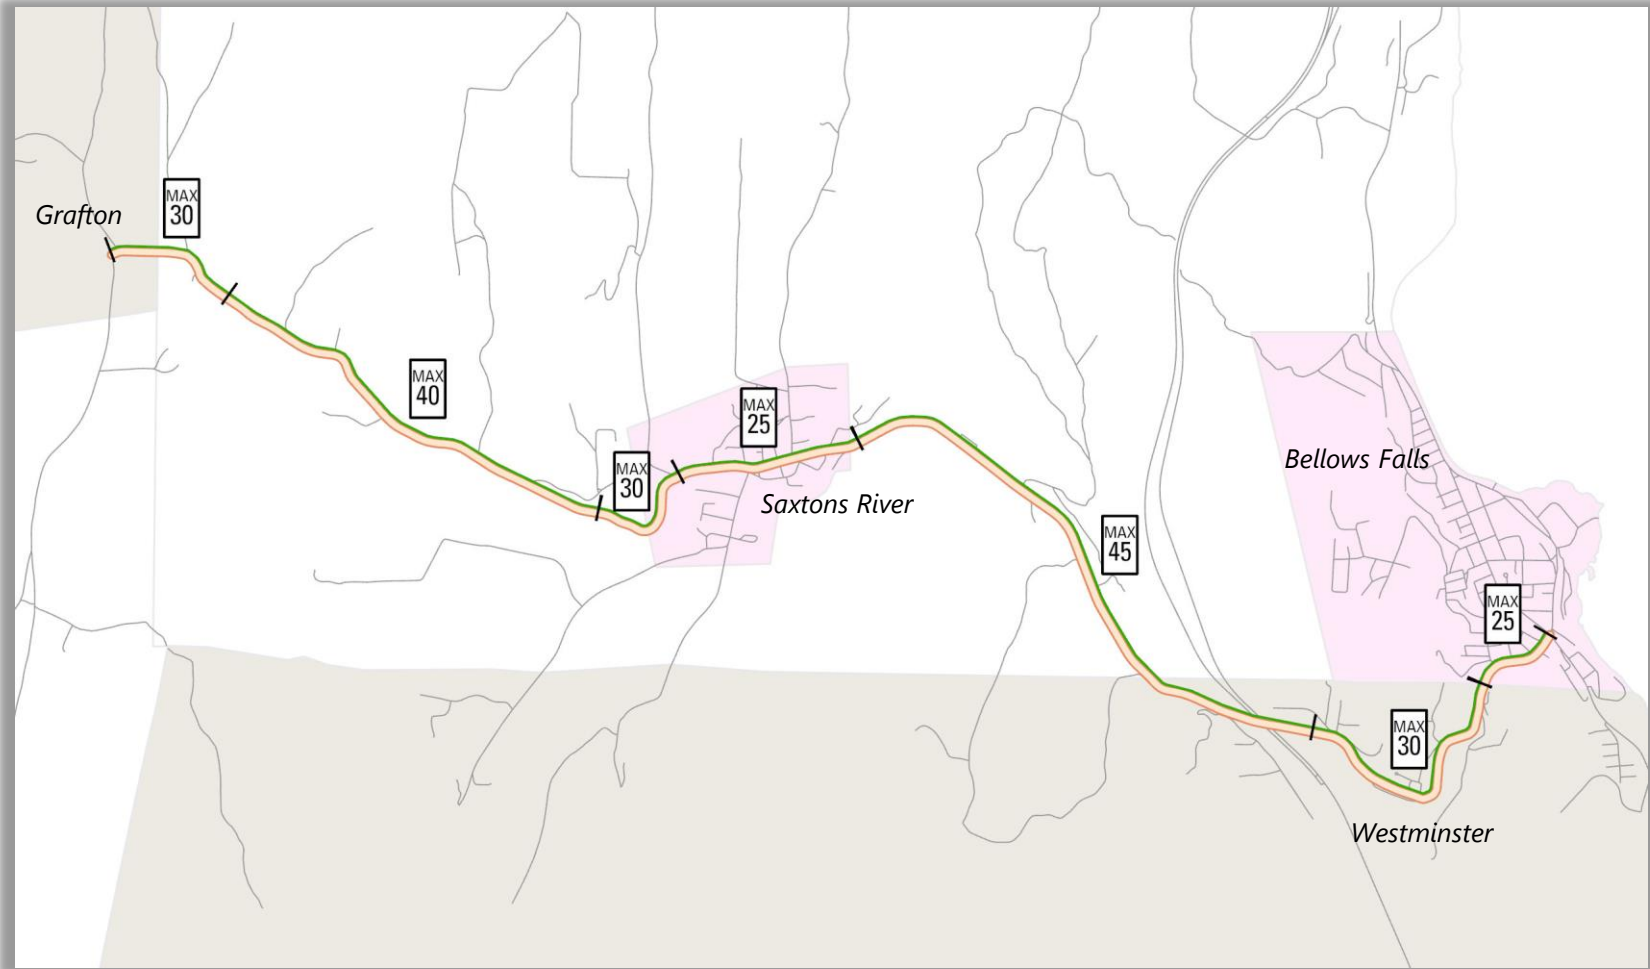 MAX
30
Grafton
MAX
40
MAX
25
MAX
30
Saxtons River
Bellows Falls
MAX
45
MAX
25
MAX
30
Westminster